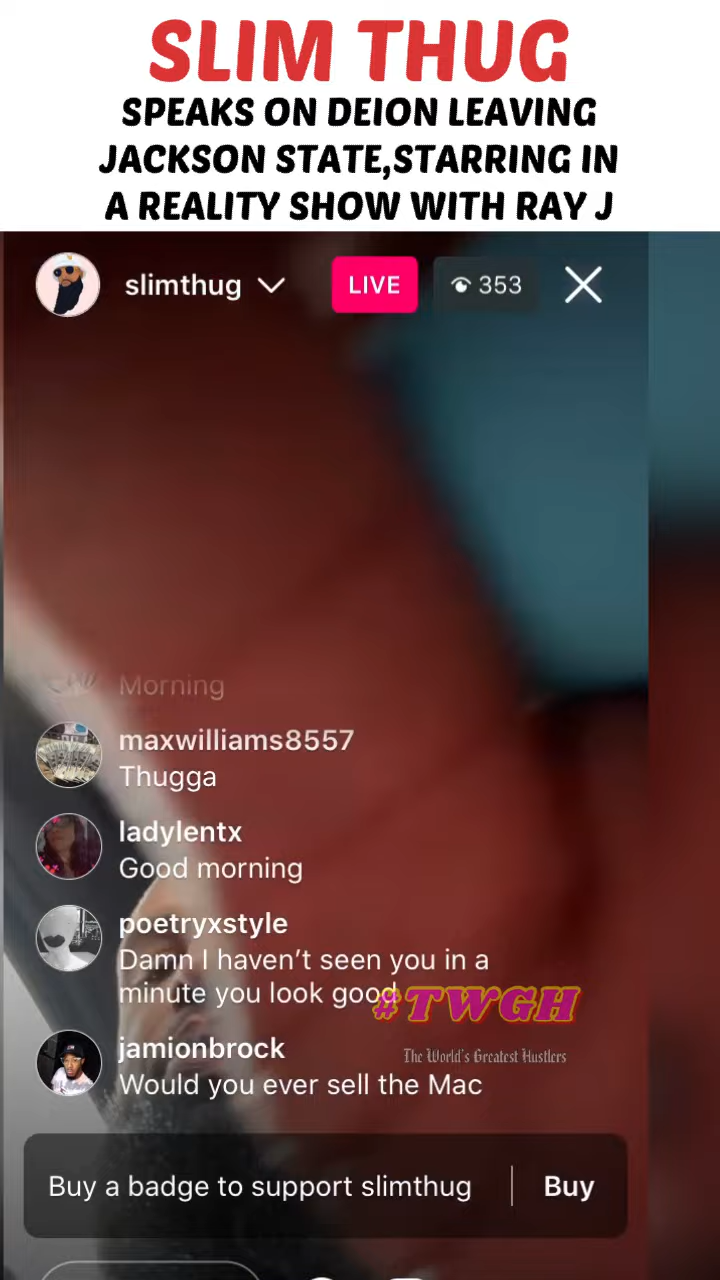 SLIM THUG
SPEAKS ON DEION LEAVING
JACKSON STATE,STARRING IN
A REALITY SHOW WITH RAY J
slimthug
LIVE
353
Morning
maxwilliams8557
Thugga
ladylentx
Good morning
poetryxstyle
Damn I haven’t seen you in a
minute you look good
#TWGH
The World's Greatest Hustlers
jamionbrock
Would you ever sell the Mac
Buy a badge to support slimthug
Buy